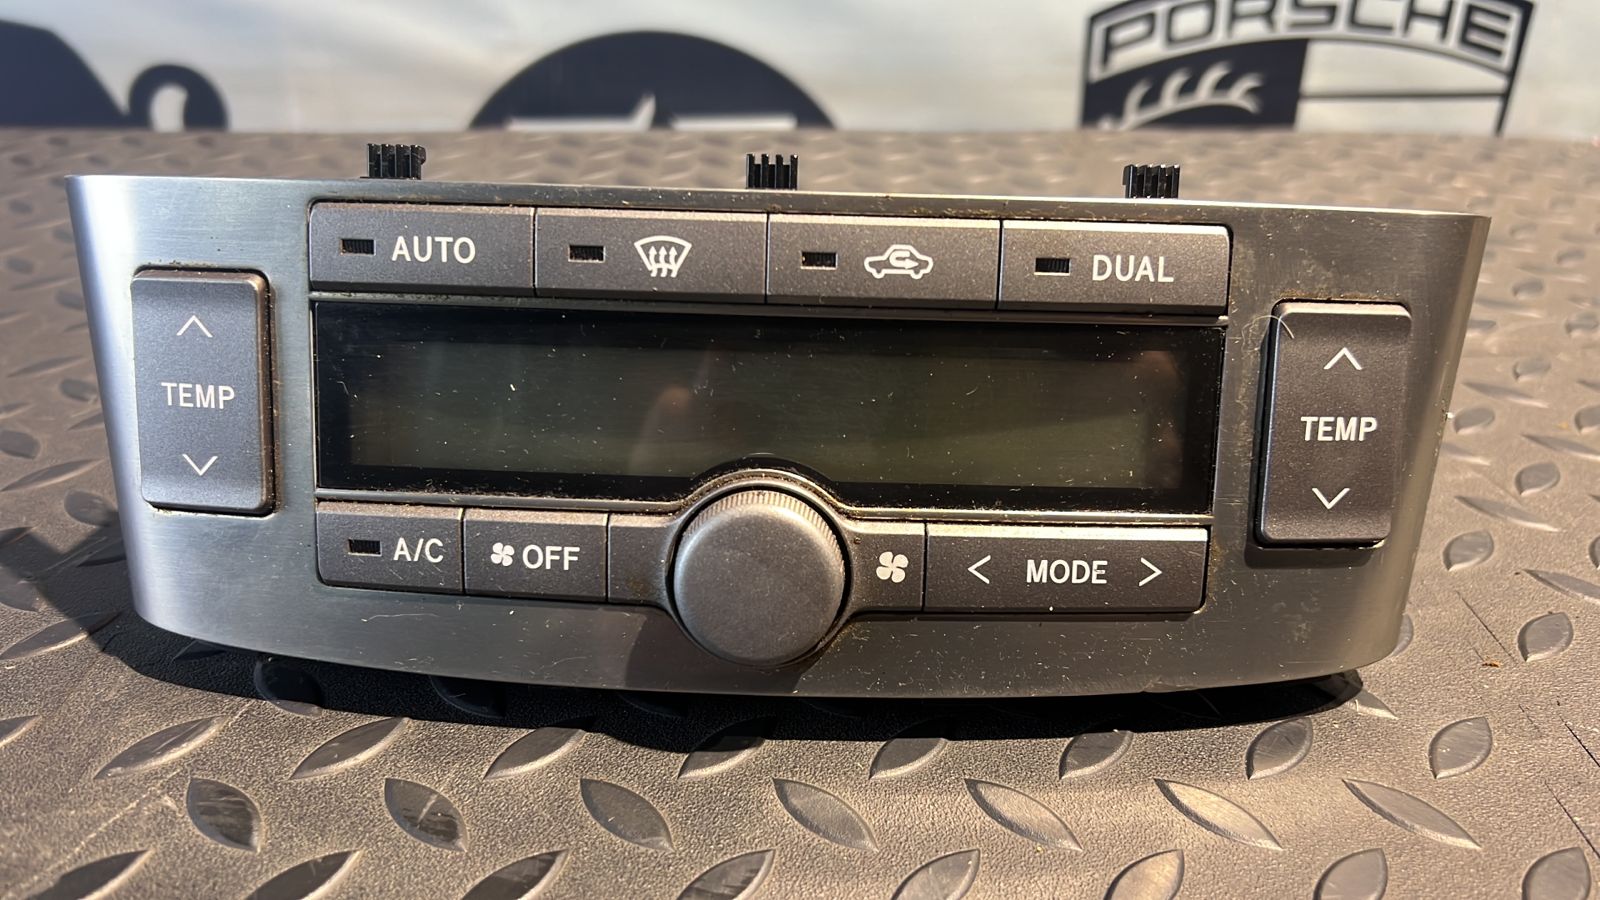 PORSCHE
AUTO
DUAL
TEMP
TEMP
A/C
OFF
< MODE >